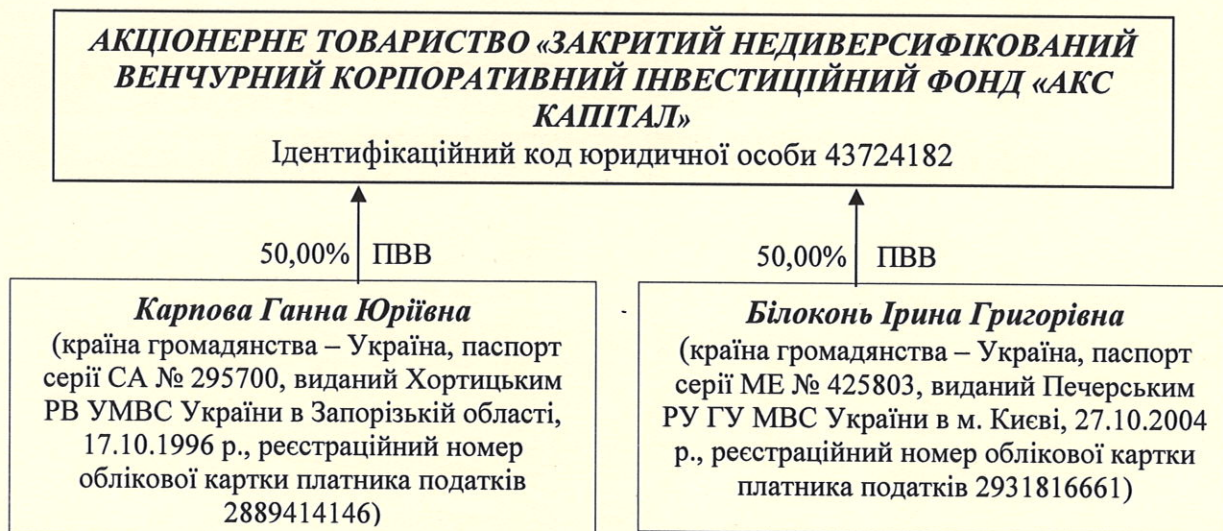 АКЦІОНЕРНЕ ТОВАРИСТВО «ЗАКРИТИЙ НЕДИВЕРСИФІКОВАНИЙ
ВЕНЧУРНИЙ КОРПОРАТИВНИЙ ІНВЕСТИЦІЙНИЙ ФОНД «АКС
КАПІТАЛ»
Ідентифікаційний код юридичної особи 43724182
50,00% ПВВ
50,00% ПВВ
Карпова Ганна Юріївна
(країна громадянства – Україна, паспорт
серії СА № 295700, виданий Хортицьким
РВ УМВС України в Запорізькій області,
17.10.1996 р., реєстраційний номер
облікової картки платника податків
2889414146)
Білоконь Ірина Григорівна
(країна громадянства – Україна, паспорт
серії МЕ № 425803, виданий Печерським
РУ ГУ МВС України в м. Києві, 27.10.2004
р., реєстраційний номер облікової картки
платника податків 2931816661)